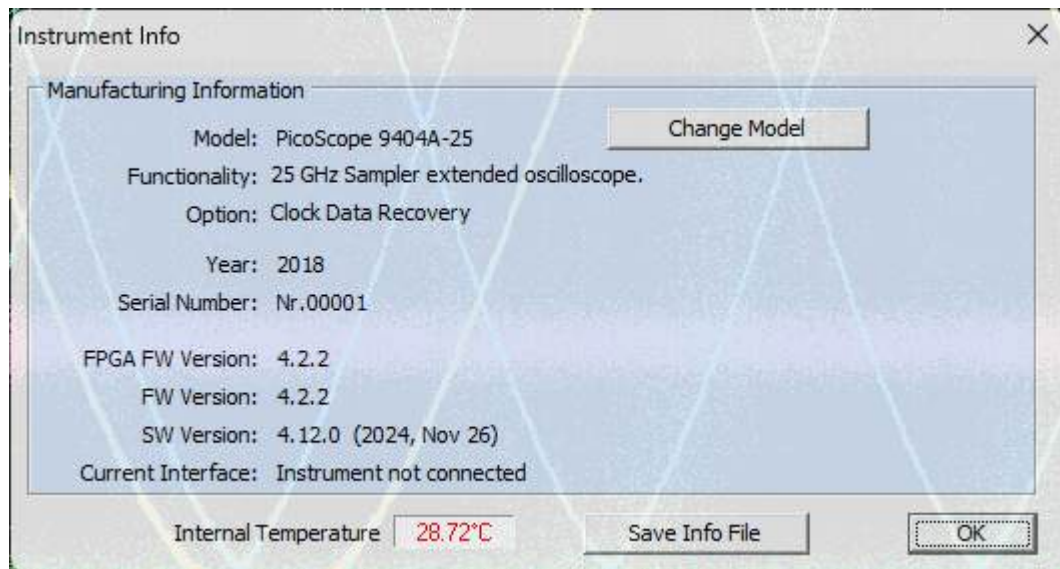 Instrument Info
Manufacturing Information
Model: PicoScope 9404A-25
Change Model
Functionality: 25 GHz Sampler extended oscilloscope.
Option: Clock Data Recovery
Year: 2018
Serial Number: Nr.00001
FPGA FW Version: 4.2.2
FW Version: 4.2.2
SW Version: 4.12.0 (2024, Nov 26)
Current Interface: Instrument not connected
Internal Temperature 28.72°C
Save Info File
OK